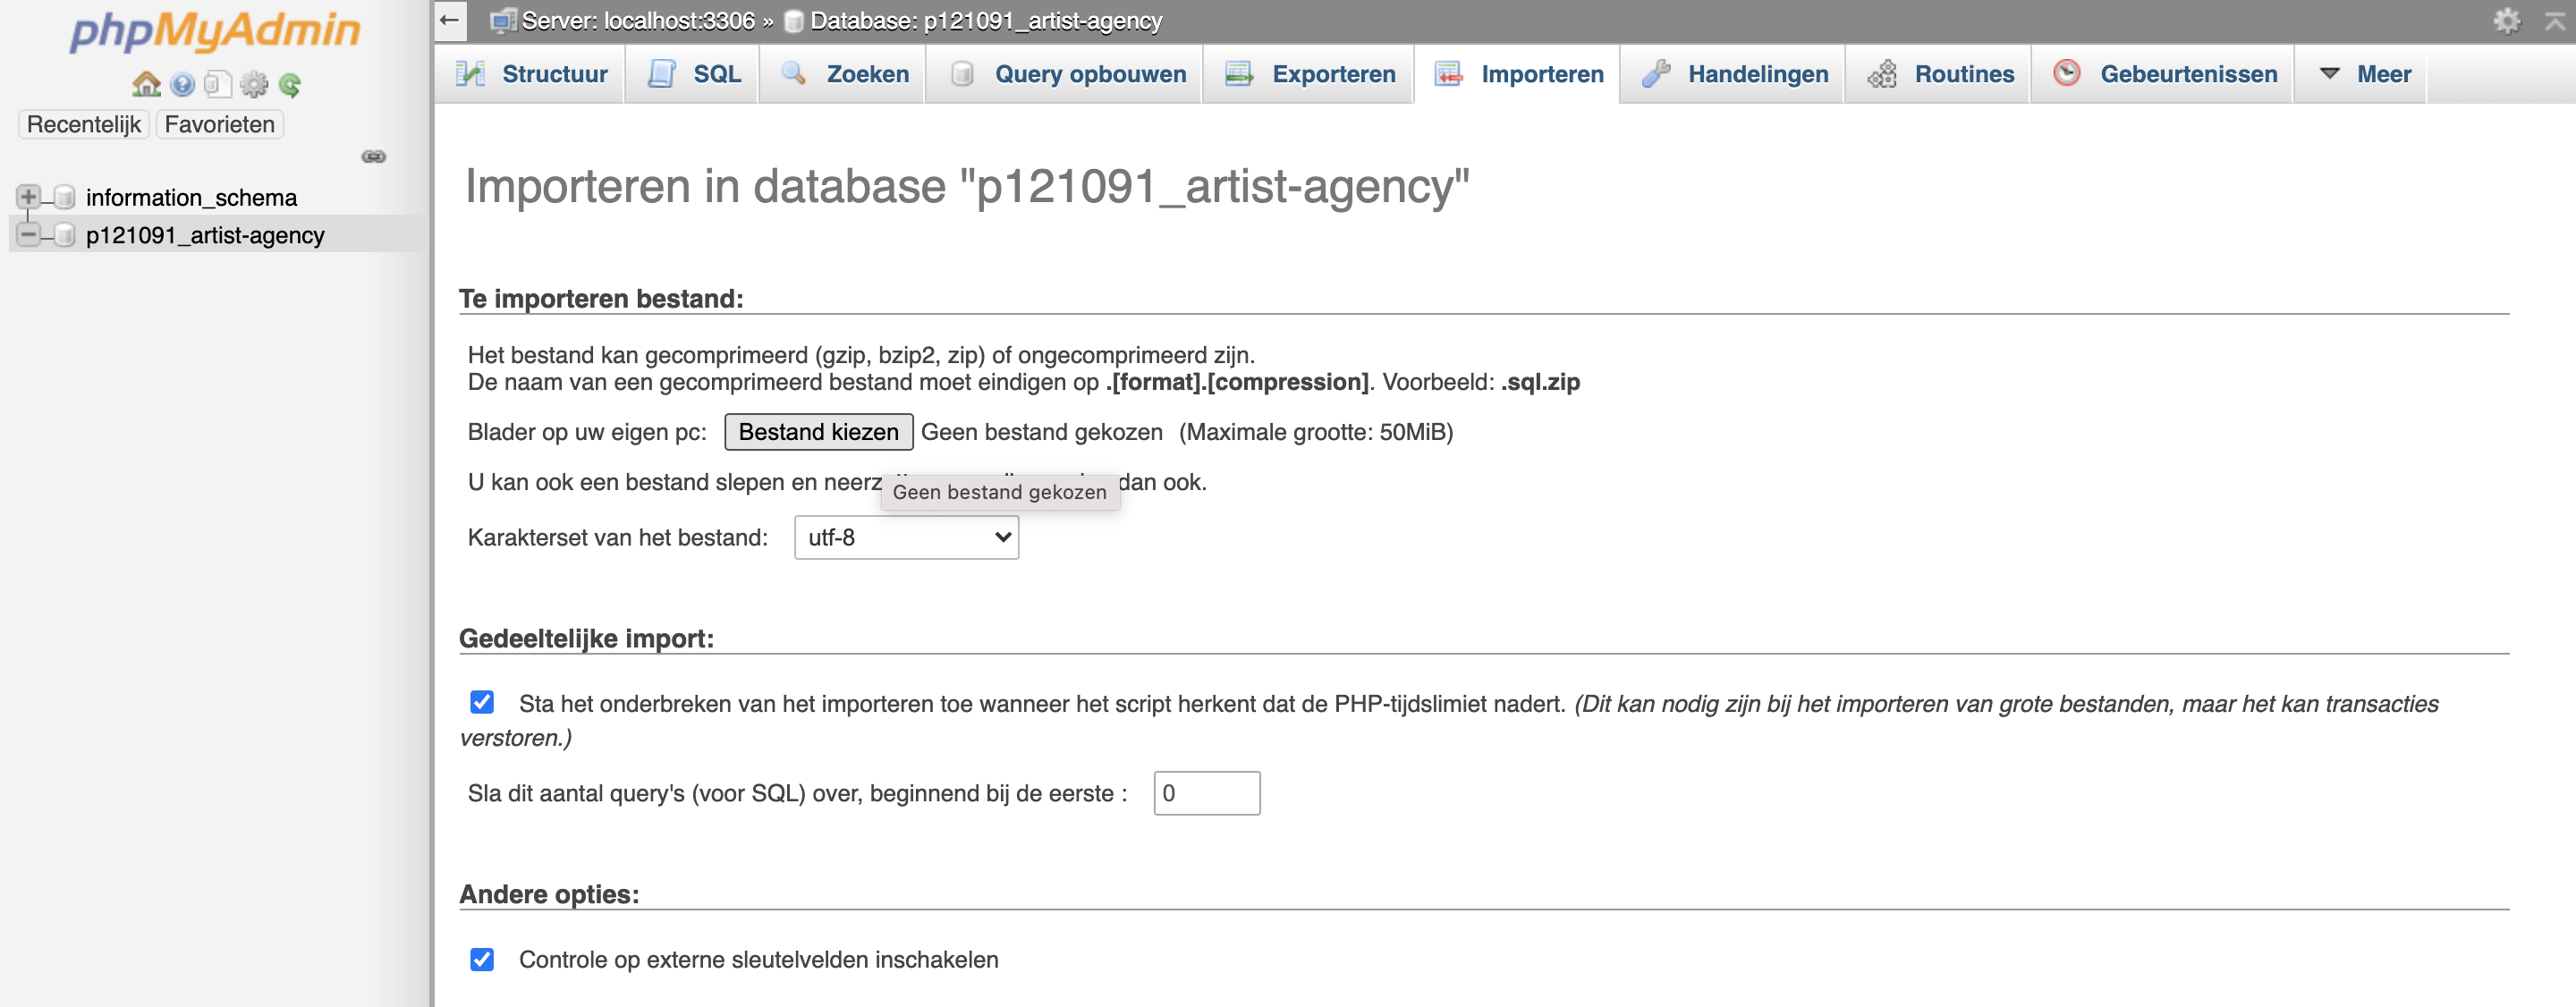 phpMyAdmin
Recentelijk Favorieten
information_schema
p121091_artist-agency
Server: localhost:3306 » Database: p121091_artist-agency
Structuur SQL Zoeken Query opbouwen Exporteren Importeren Handelingen Routines Gebeurtenissen Meer
Importeren in database "p121091_artist-agency"
Te importeren bestand:
Het bestand kan gecomprimeerd (gzip, bzip2, zip) of ongecomprimeerd zijn.
De naam van een gecomprimeerd bestand moet eindigen op .[format].[compression]. Voorbeeld: .sql.zip
Blader op uw eigen pc: Bestand kiezen Geen bestand gekozen (Maximale grootte: 50MiB)
U kan ook een bestand slepen en dan ook.
Geen bestand gekozen
Karakterset van het bestand: utf-8
Gedeeltelijke import:
Sta het onderbreken van het importeren toe wanneer het script herkent dat de PHP-tijdslimiet nadert. (Dit kan nodig zijn bij het importeren van grote bestanden, maar het kan transacties
verstoren.)
Sla dit aantal query's (voor SQL) over, beginnend bij de eerste : 0
Andere opties:
Controle op externe sleutelvelden inschakelen